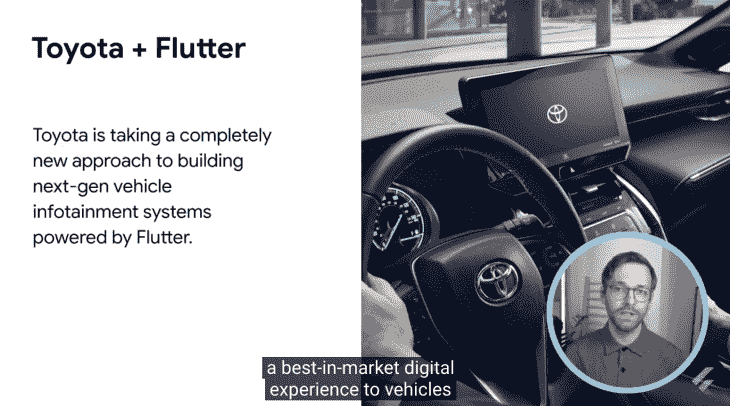 Toyota + Flutter
Toyota is taking a completely
new approach to building
next-gen vehicle
infotainment systems
powered by Flutter.
a best-in-market digital
experience to vehicles